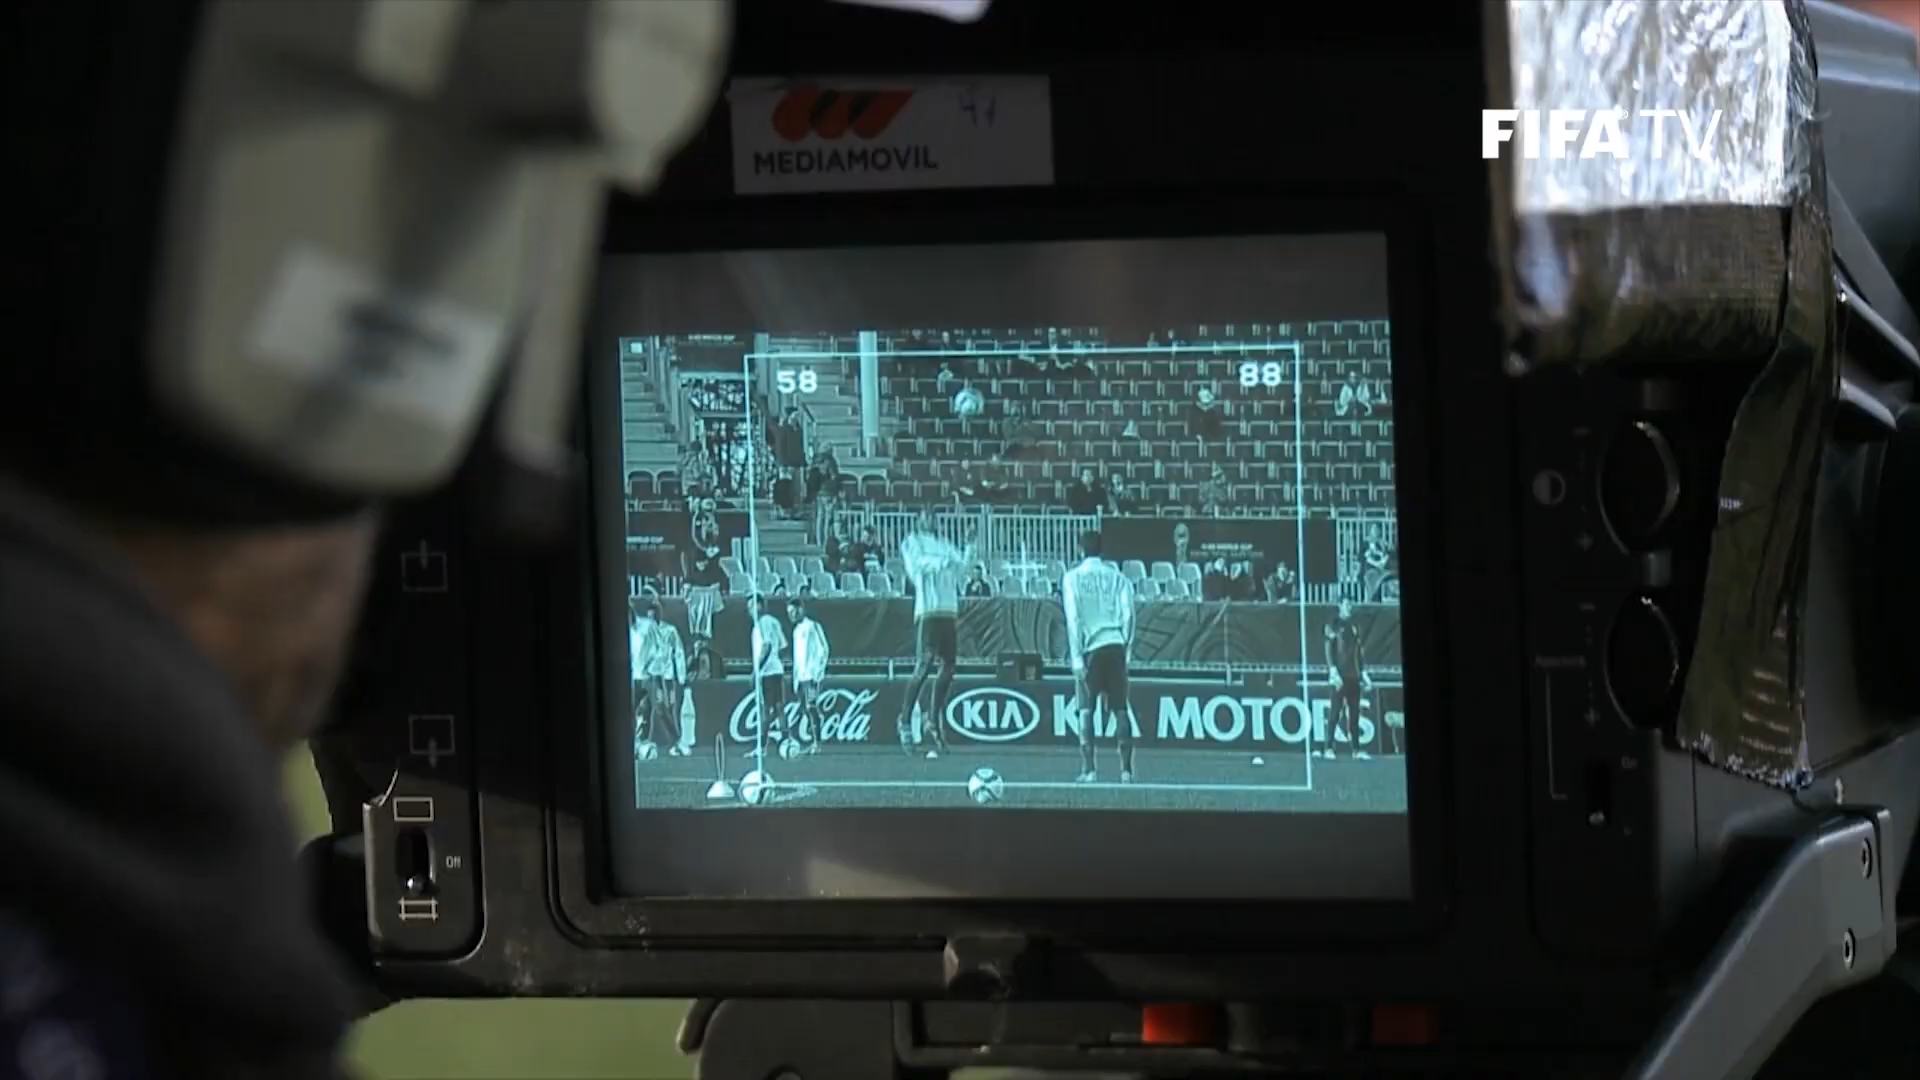 MEDIAMOVIL
FIFA TV
58
88
Coca-Cola
KIA KIA MOTORS
Off